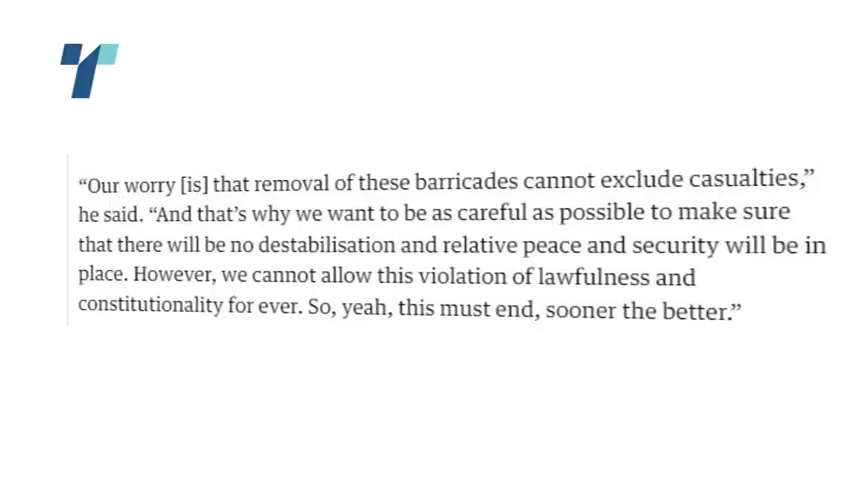 “Our worry [is] that removal of these barricades cannot exclude casualties,”
he said. “And that’s why we want to be as careful as possible to make sure
that there will be no destabilisation and relative peace and security will be in
place. However, we cannot allow this violation of lawfulness and
constitutionality for ever. So, yeah, this must end, sooner the better.”